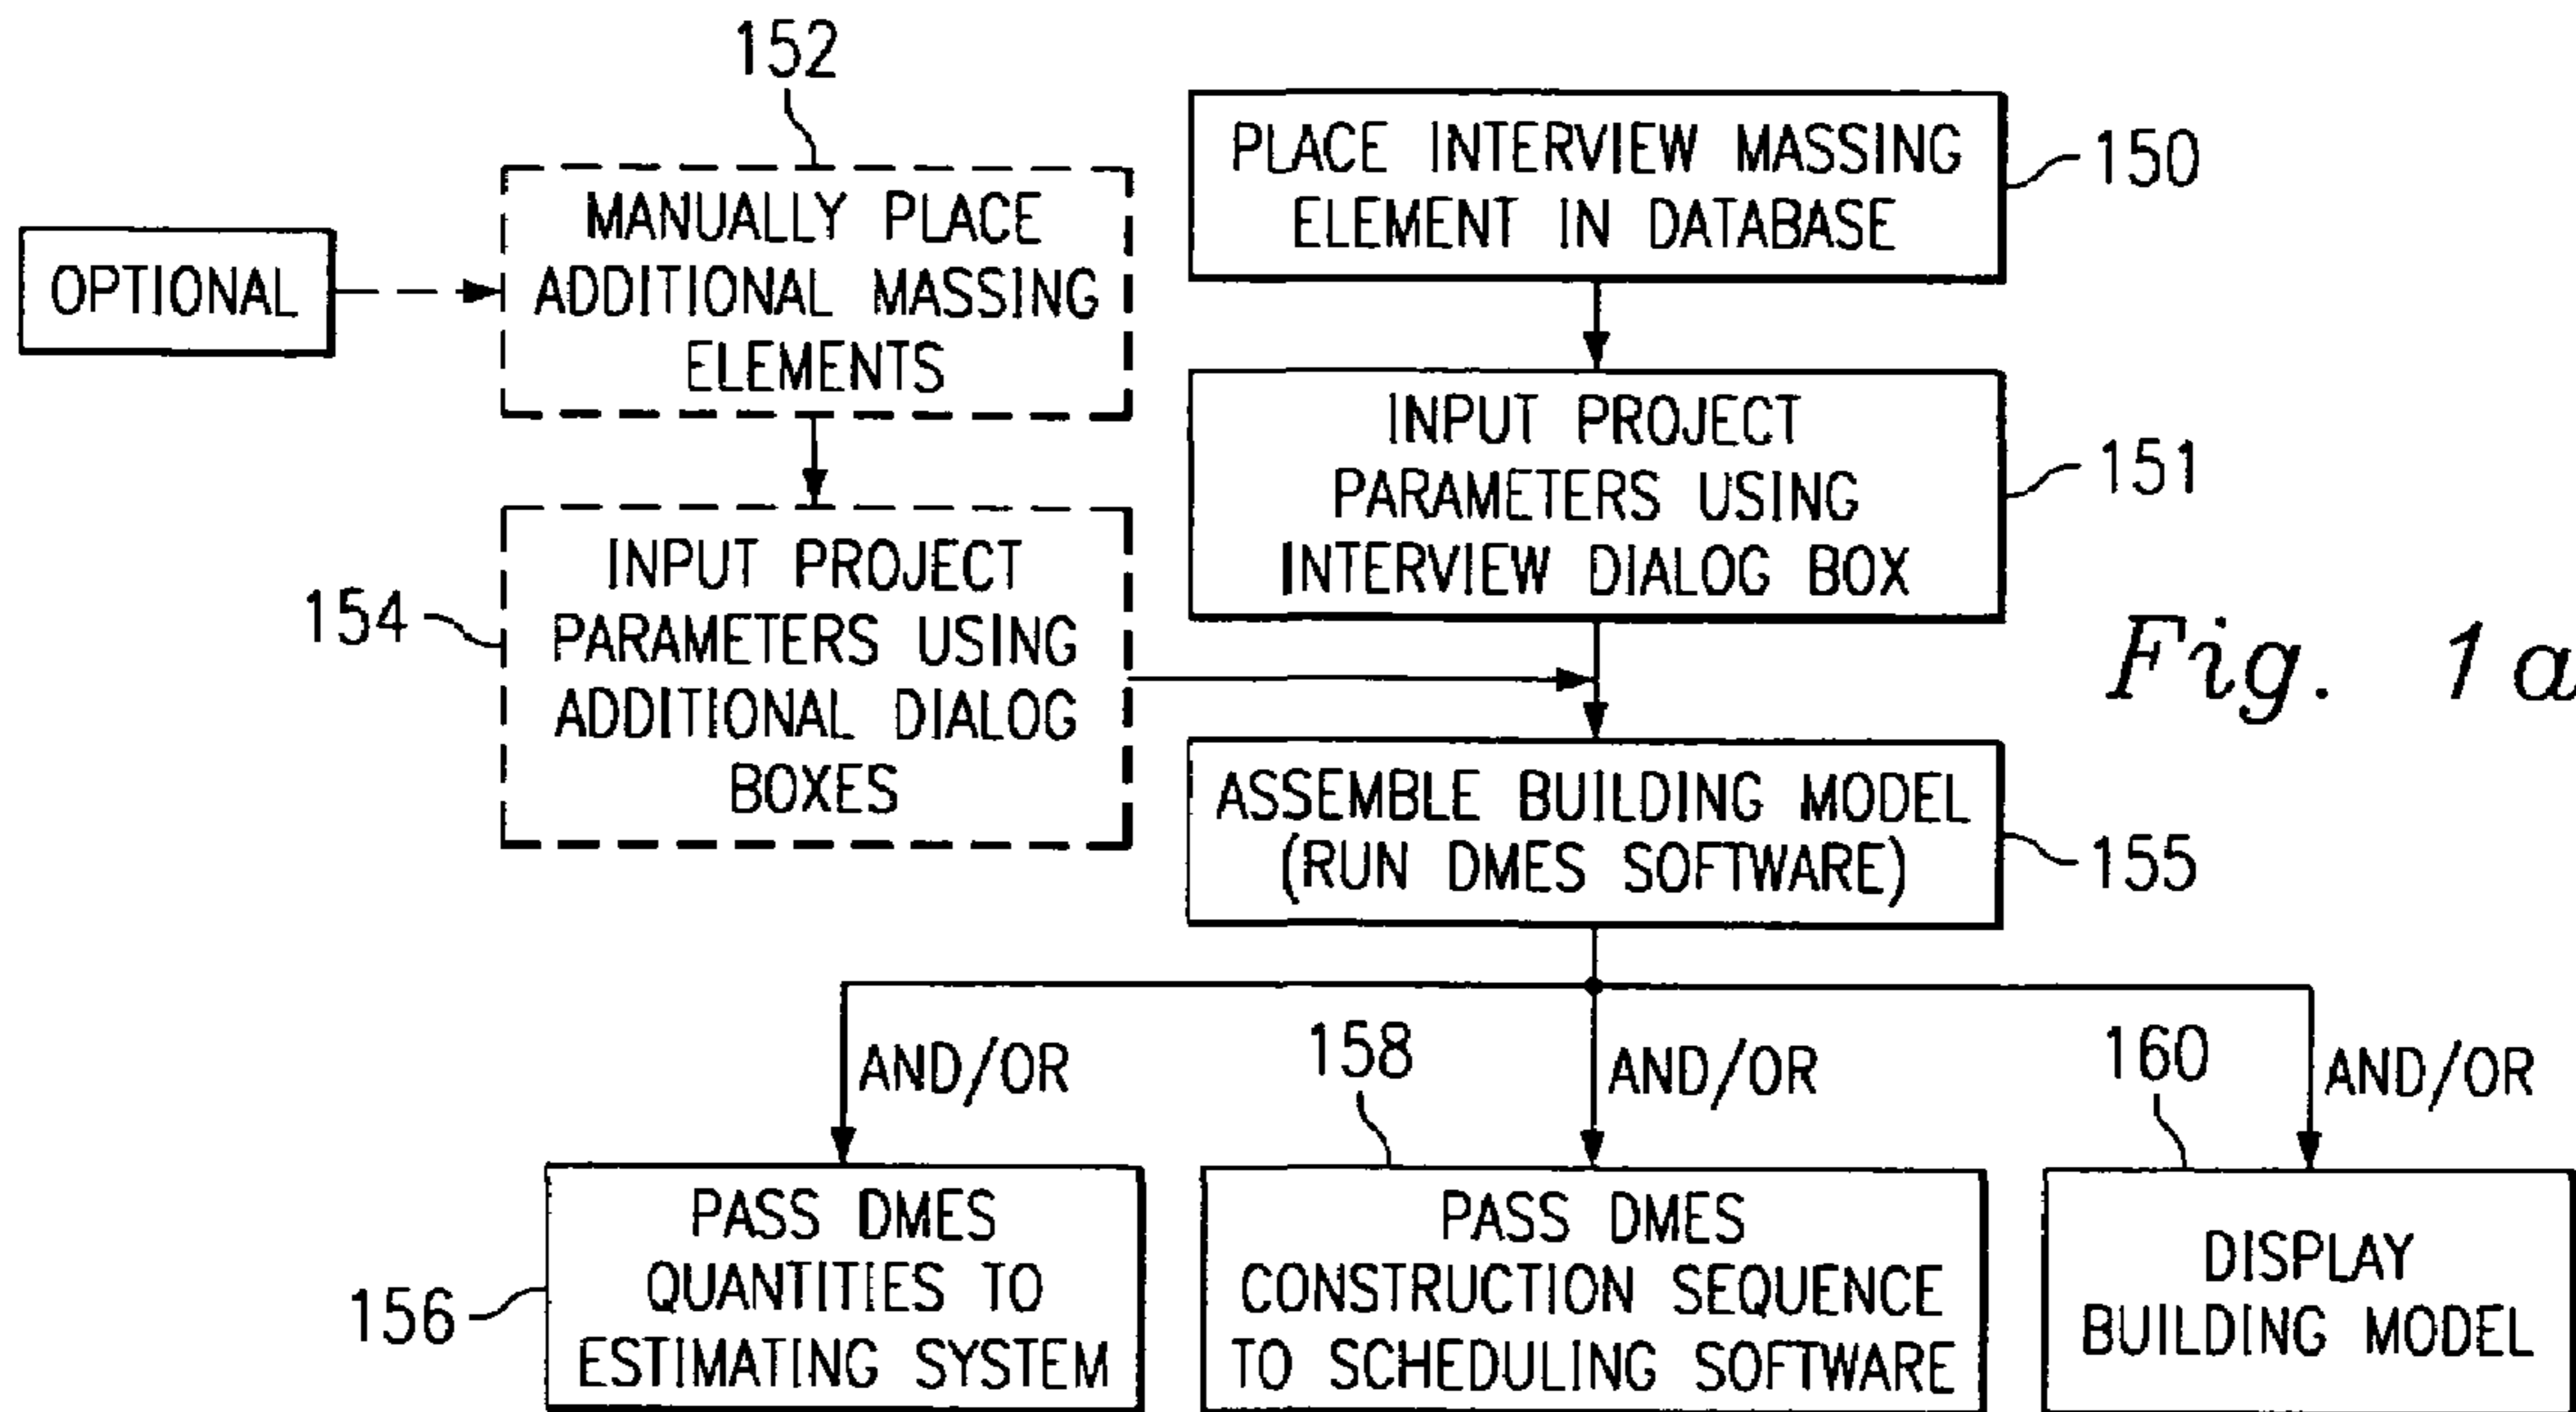 152
PLACE INTERVIEW MASSING
ELEMENT IN DATABASE
150
OPTIONAL
MANUALLY PLACE
ADDITIONAL MASSING
ELEMENTS
INPUT PROJECT
PARAMETERS USING
INTERVIEW DIALOG BOX
151
154
INPUT PROJECT
PARAMETERS USING
ADDITIONAL DIALOG
BOXES
Fig. 1a
ASSEMBLE BUILDING MODEL
(RUN DMES SOFTWARE)
155
AND/OR
158
AND/OR
160
AND/OR
156
PASS DMES
QUANTITIES TO
ESTIMATING SYSTEM
PASS DMES
CONSTRUCTION SEQUENCE
TO SCHEDULING SOFTWARE
DISPLAY
BUILDING MODEL